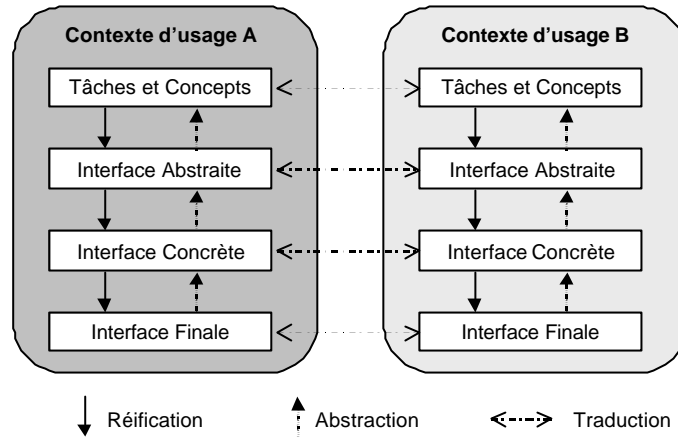 Contexte d'usage A
Contexte d'usage B
Tâches et Concepts
Tâches et Concepts
Interface Abstraite
Interface Abstraite
Interface Concrète
Interface Concrète
Interface Finale
Interface Finale
Réification
Abstraction
Traduction